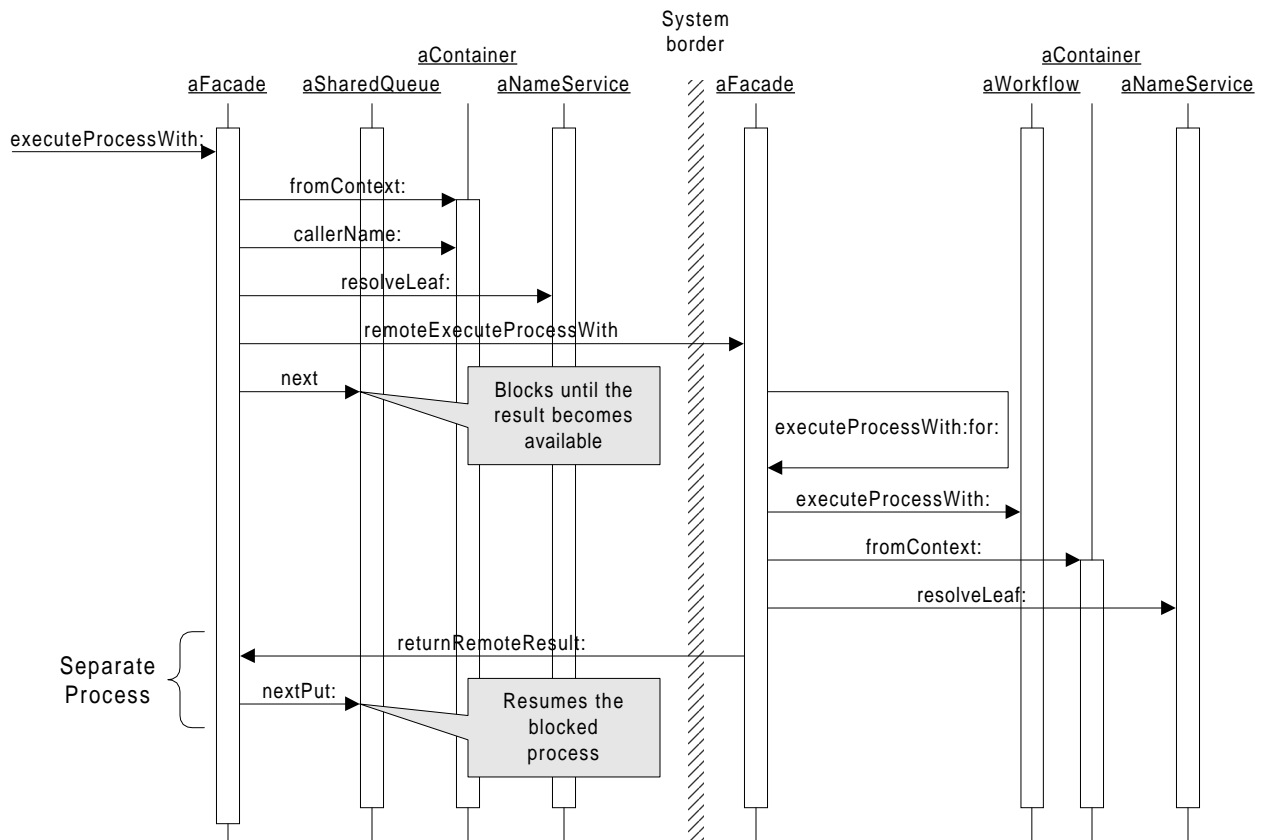 System
border
aContainer
aContainer
aFacade
aSharedQueue
aNameService
aFacade
aWorkflow
aNameService
executeProcessWith:
fromContext:
callerName:
resolveLeaf:
remoteExecuteProcessWith
next
Blocks until the
result becomes
available
executeProcessWith:for:
executeProcessWith:
fromContext:
resolveLeaf:
returnRemoteResult:
Separate
Process
nextPut:
Resumes the
blocked
process